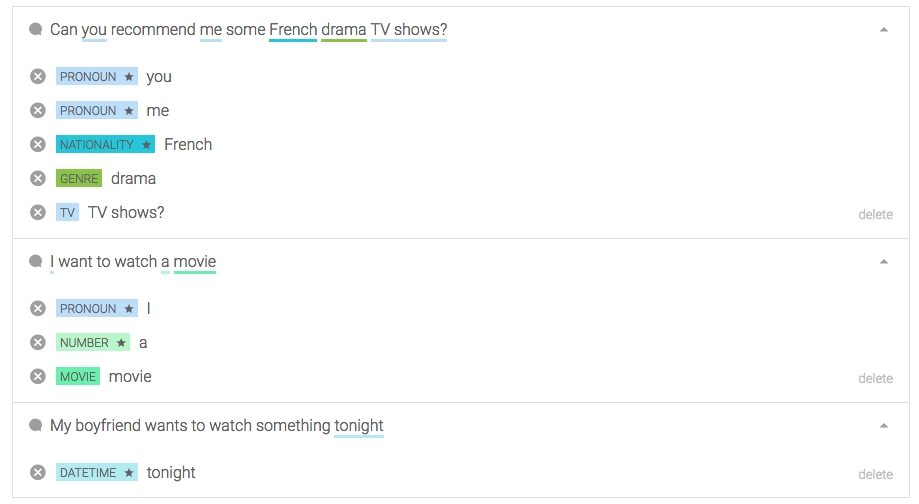 Can you recommend me some French drama TV shows?
PRONOUN ★ you
PRONOUN ★ me
NATIONALITY ★ French
GENRE drama
TV TV shows?
delete
I want to watch a movie
PRONOUN ★ I
NUMBER ★ a
MOVIE movie
delete
My boyfriend wants to watch something tonight
DATETIME ★ tonight
delete